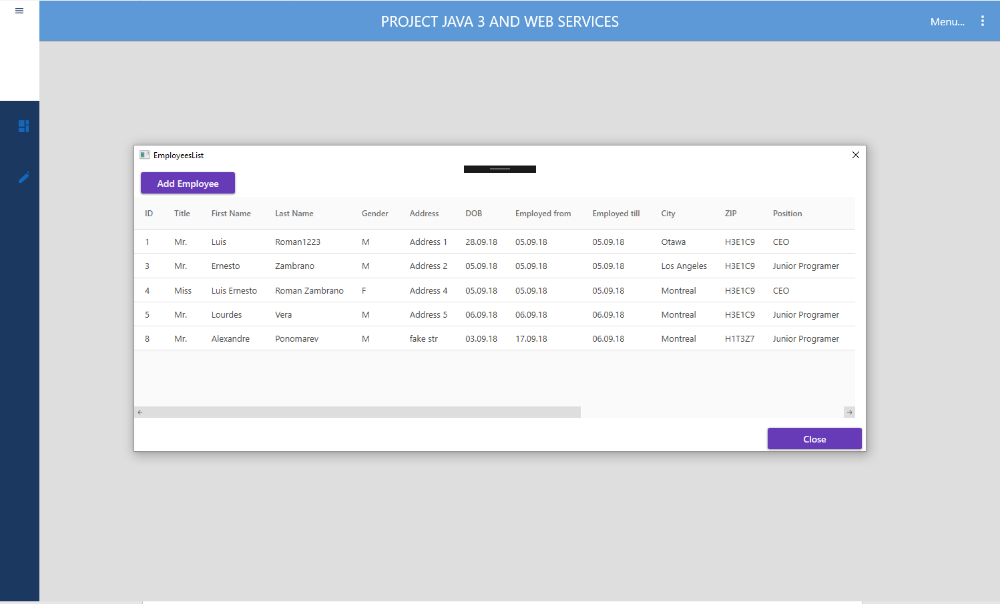 PROJECT JAVA 3 AND WEB SERVICES
Menu...
EmployeesList
Add Employee
ID Title First Name Last Name Gender Address DOB Employed from Employed till City ZIP Position
1 Mr. Luis Roman1223 M Address 1 28.09.18 05.09.18 05.09.18 Otawa H3E1C9 CEO
3 Mr. Ernesto Zambrano M Address 2 05.09.18 05.09.18 05.09.18 Los Angeles H3E1C9 Junior Programer
4 Miss Luis Ernesto Roman Zambrano F Address 4 05.09.18 05.09.18 05.09.18 Montreal H3E1C9 CEO
5 Mr. Lourdes Vera M Address 5 06.09.18 06.09.18 06.09.18 Montreal H3E1C9 Junior Programer
8 Mr. Alexandre Ponomarev M fake str 03.09.18 17.09.18 06.09.18 Montreal H1T3Z7 Junior Programer
Close